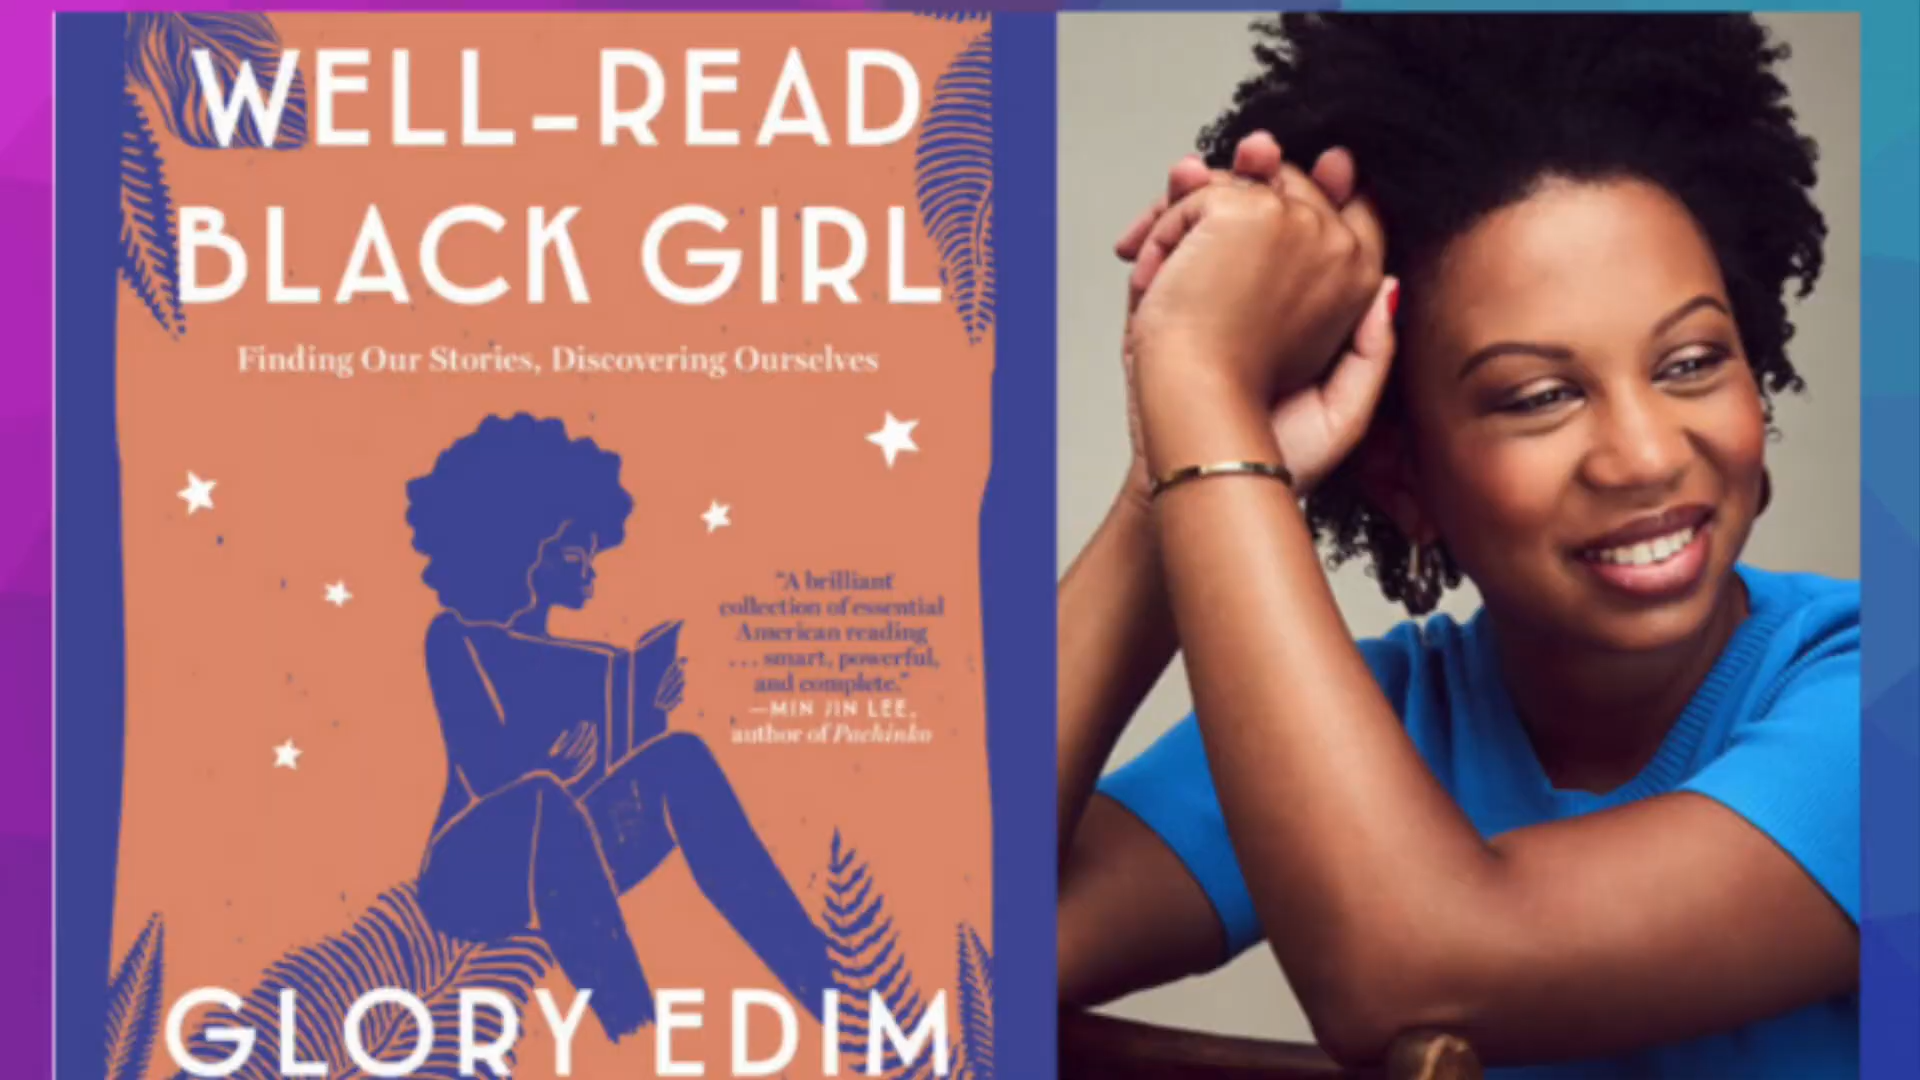 WELL-READ
BLACK GIRL
Finding Our Stories, Discovering Ourselves
"A brilliant
collection of essential
American reading
... smart, powerful,
and complete."
—MIN JIN LEE,
author of Pachinko
GLORY EDIM